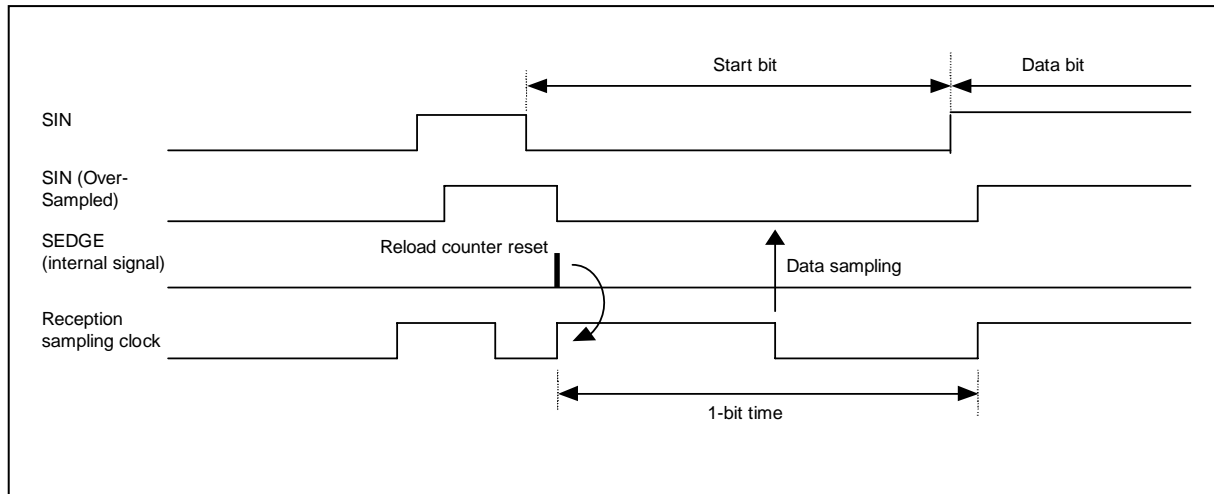 Start bit
Data bit
SIN
SIN (Over-
Sampled)
SEDGE
(internal signal)
Reload counter reset
Data sampling
Reception
sampling clock
1-bit time